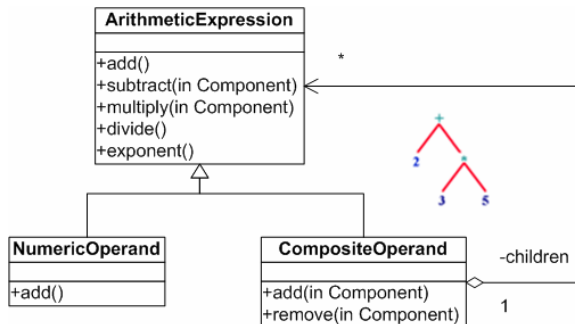 ArithmeticExpression
+add()
+subtract(in Component)
+multiply(in Component)
+divide()
+exponent()
*
+
2
*
3 5
NumericOperand
+add()
CompositeOperand
+add(in Component)
+remove(in Component)
-children
1